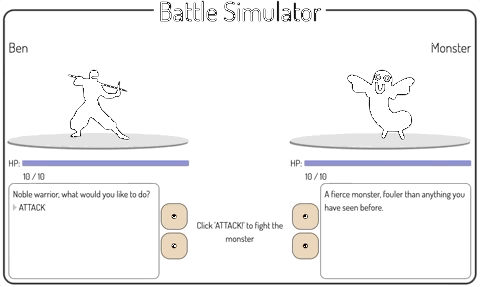 Battle Simulator
Ben
Monster
HP:
10 / 10
HP:
10 / 10
Noble warrior, what would you like to do?
ATTACK
Click 'ATTACK!' to fight the
monster
A fierce monster, fouler than anything you
have seen before.